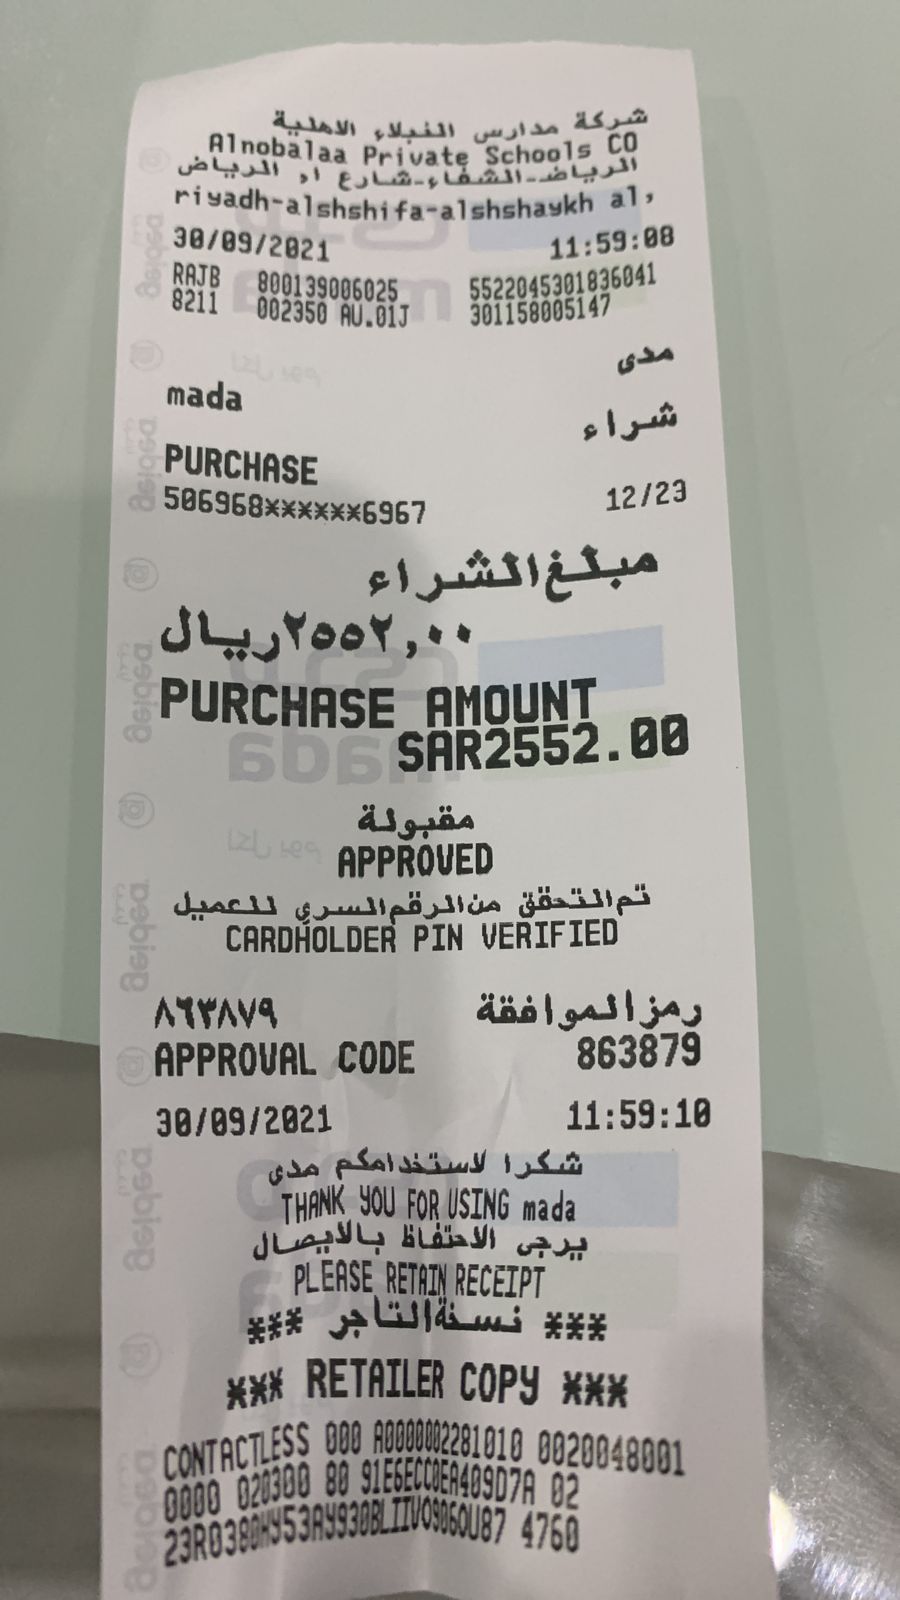 شركة مدارس النبلاء الاهلية
Alnobalaa Private Schools CO
الرياض-الشفاء-شارع ا, الرياض
riyadh-alshshifa-alshshaykh al,
30/09/2021 11:59:08
RAJB 800139006025 5522045301836041
8211 002350 AU.01J 301158005147
مدى
mada
شراء
PURCHASE
506968******6967 12/23
مبلغ الشراء
٢٥٥٢,٠٠ ريال
PURCHASE AMOUNT
SAR2552.00
مقبولة
APPROVED
تم التحقق من الرقم السري للعميل
CARDHOLDER PIN VERIFIED
رمز الموافقة ٨٦٣٨٧٩
APPROVAL CODE 863879
30/09/2021 11:59:10
شكرا لاستخدامكم مدى
THANK YOU FOR USING mada
يرجى الاحتفاظ بالايصال
PLEASE RETAIN RECEIPT
*** نسخة التاجر ***
*** RETAILER COPY ***
CONTACTLESS 000 A0000002281010 0020048001
0000 020300 80 91E6ECC0EA409D7A 02
4760